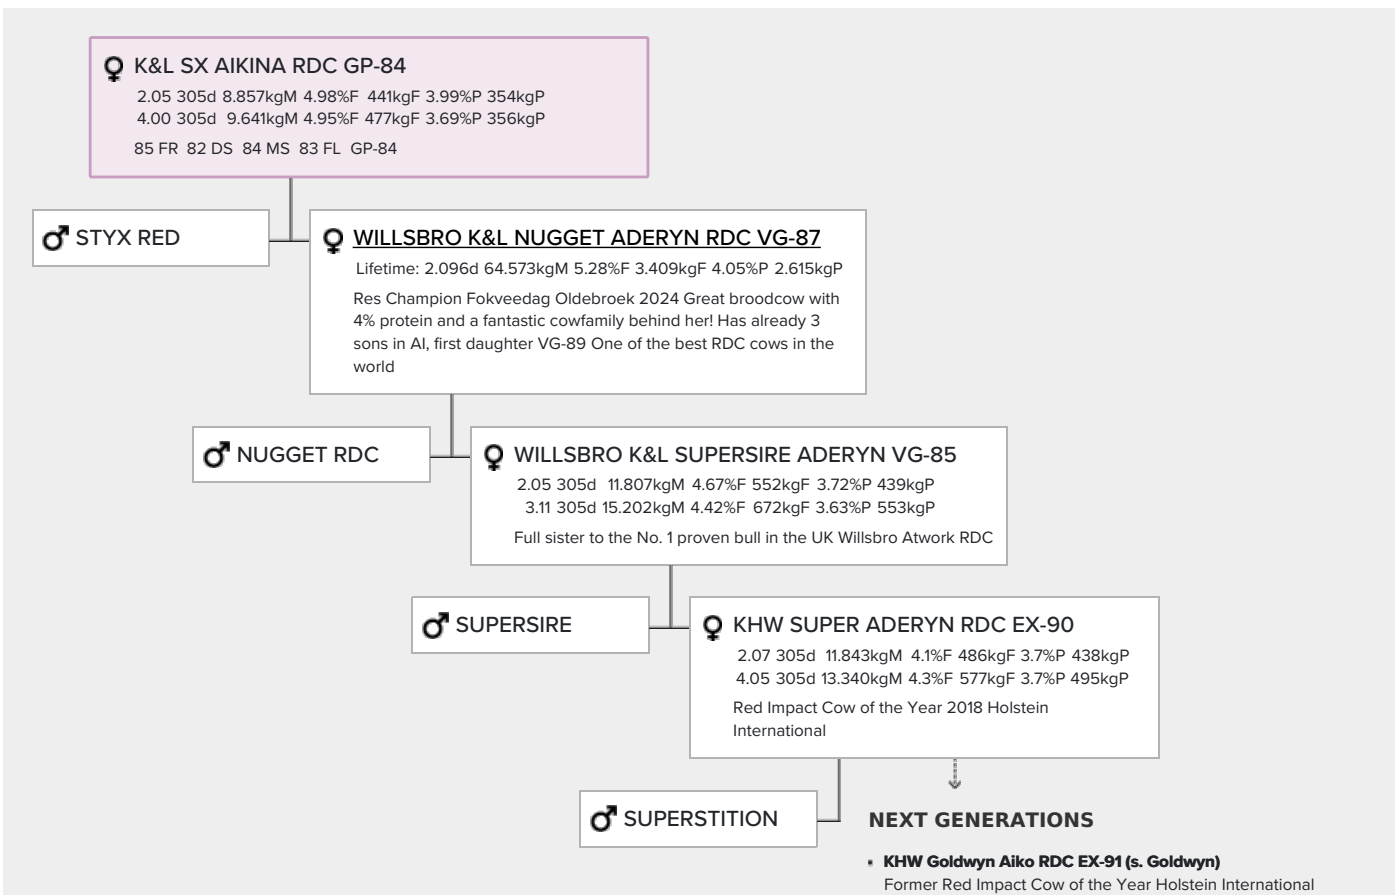 K&L SX AIKINA RDC GP-84
2.05 305d 8.857kgM 4.98%F 441kgF 3.99%P 354kgP
4.00 305d 9.641kgM 4.95%F 477kgF 3.69%P 356kgP
85 FR 82 DS 84 MS 83 FL GP-84
STYX RED
WILLSBRO K&L NUGGET ADERYN RDC VG-87
Lifetime: 2.096d 64.573kgM 5.28%F 3.409kgF 4.05%P 2.615kgP
Res Champion Fokveedag Oldebroek 2024 Great broodcow with
4% protein and a fantastic cowfamily behind her! Has already 3
sons in AI, first daughter VG-89 One of the best RDC cows in the
world
NUGGET RDC
WILLSBRO K&L SUPERSIRE ADERYN VG-85
2.05 305d 11.807kgM 4.67%F 552kgF 3.72%P 439kgP
3.11 305d 15.202kgM 4.42%F 672kgF 3.63%P 553kgP
Full sister to the No. 1 proven bull in the UK Willsbro Atwork RDC
SUPERSIRE
KHW SUPER ADERYN RDC EX-90
2.07 305d 11.843kgM 4.1%F 486kgF 3.7%P 438kgP
4.05 305d 13.340kgM 4.3%F 577kgF 3.7%P 495kgP
Red Impact Cow of the Year 2018 Holstein
International
SUPERSTITION
NEXT GENERATIONS
KHW Goldwyn Aiko RDC EX-91 (s. Goldwyn)
Former Red Impact Cow of the Year Holstein International